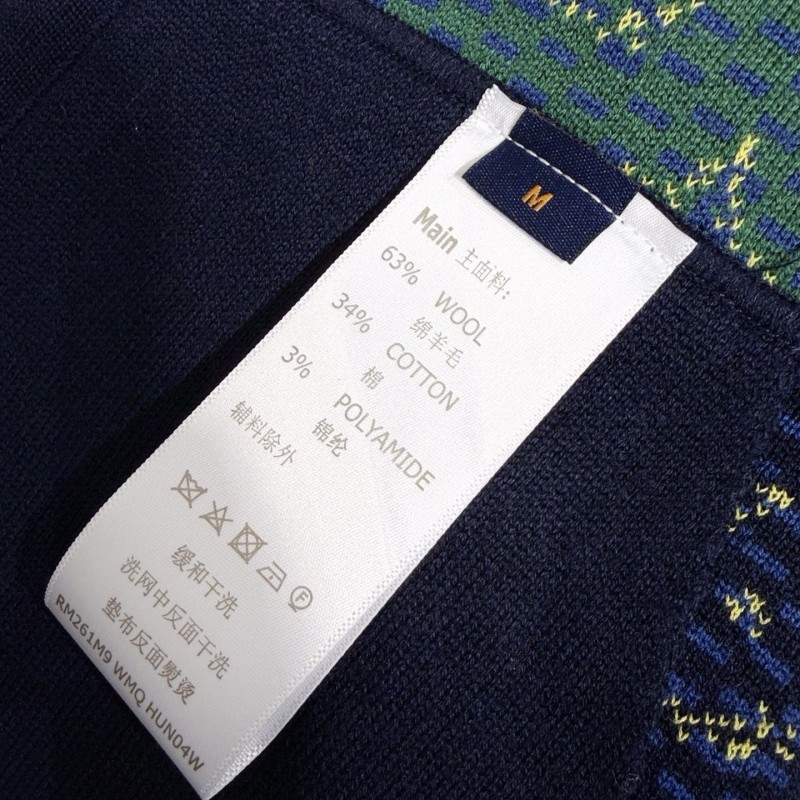 M
Main 主面料:
63% WOOL
绵羊毛
34% COTTON
棉
3% POLYAMIDE
锦纶
辅料除外
F
缓和干洗
洗网中反面干洗
垫布反面熨烫
RM261M9 WMQ HUN04W